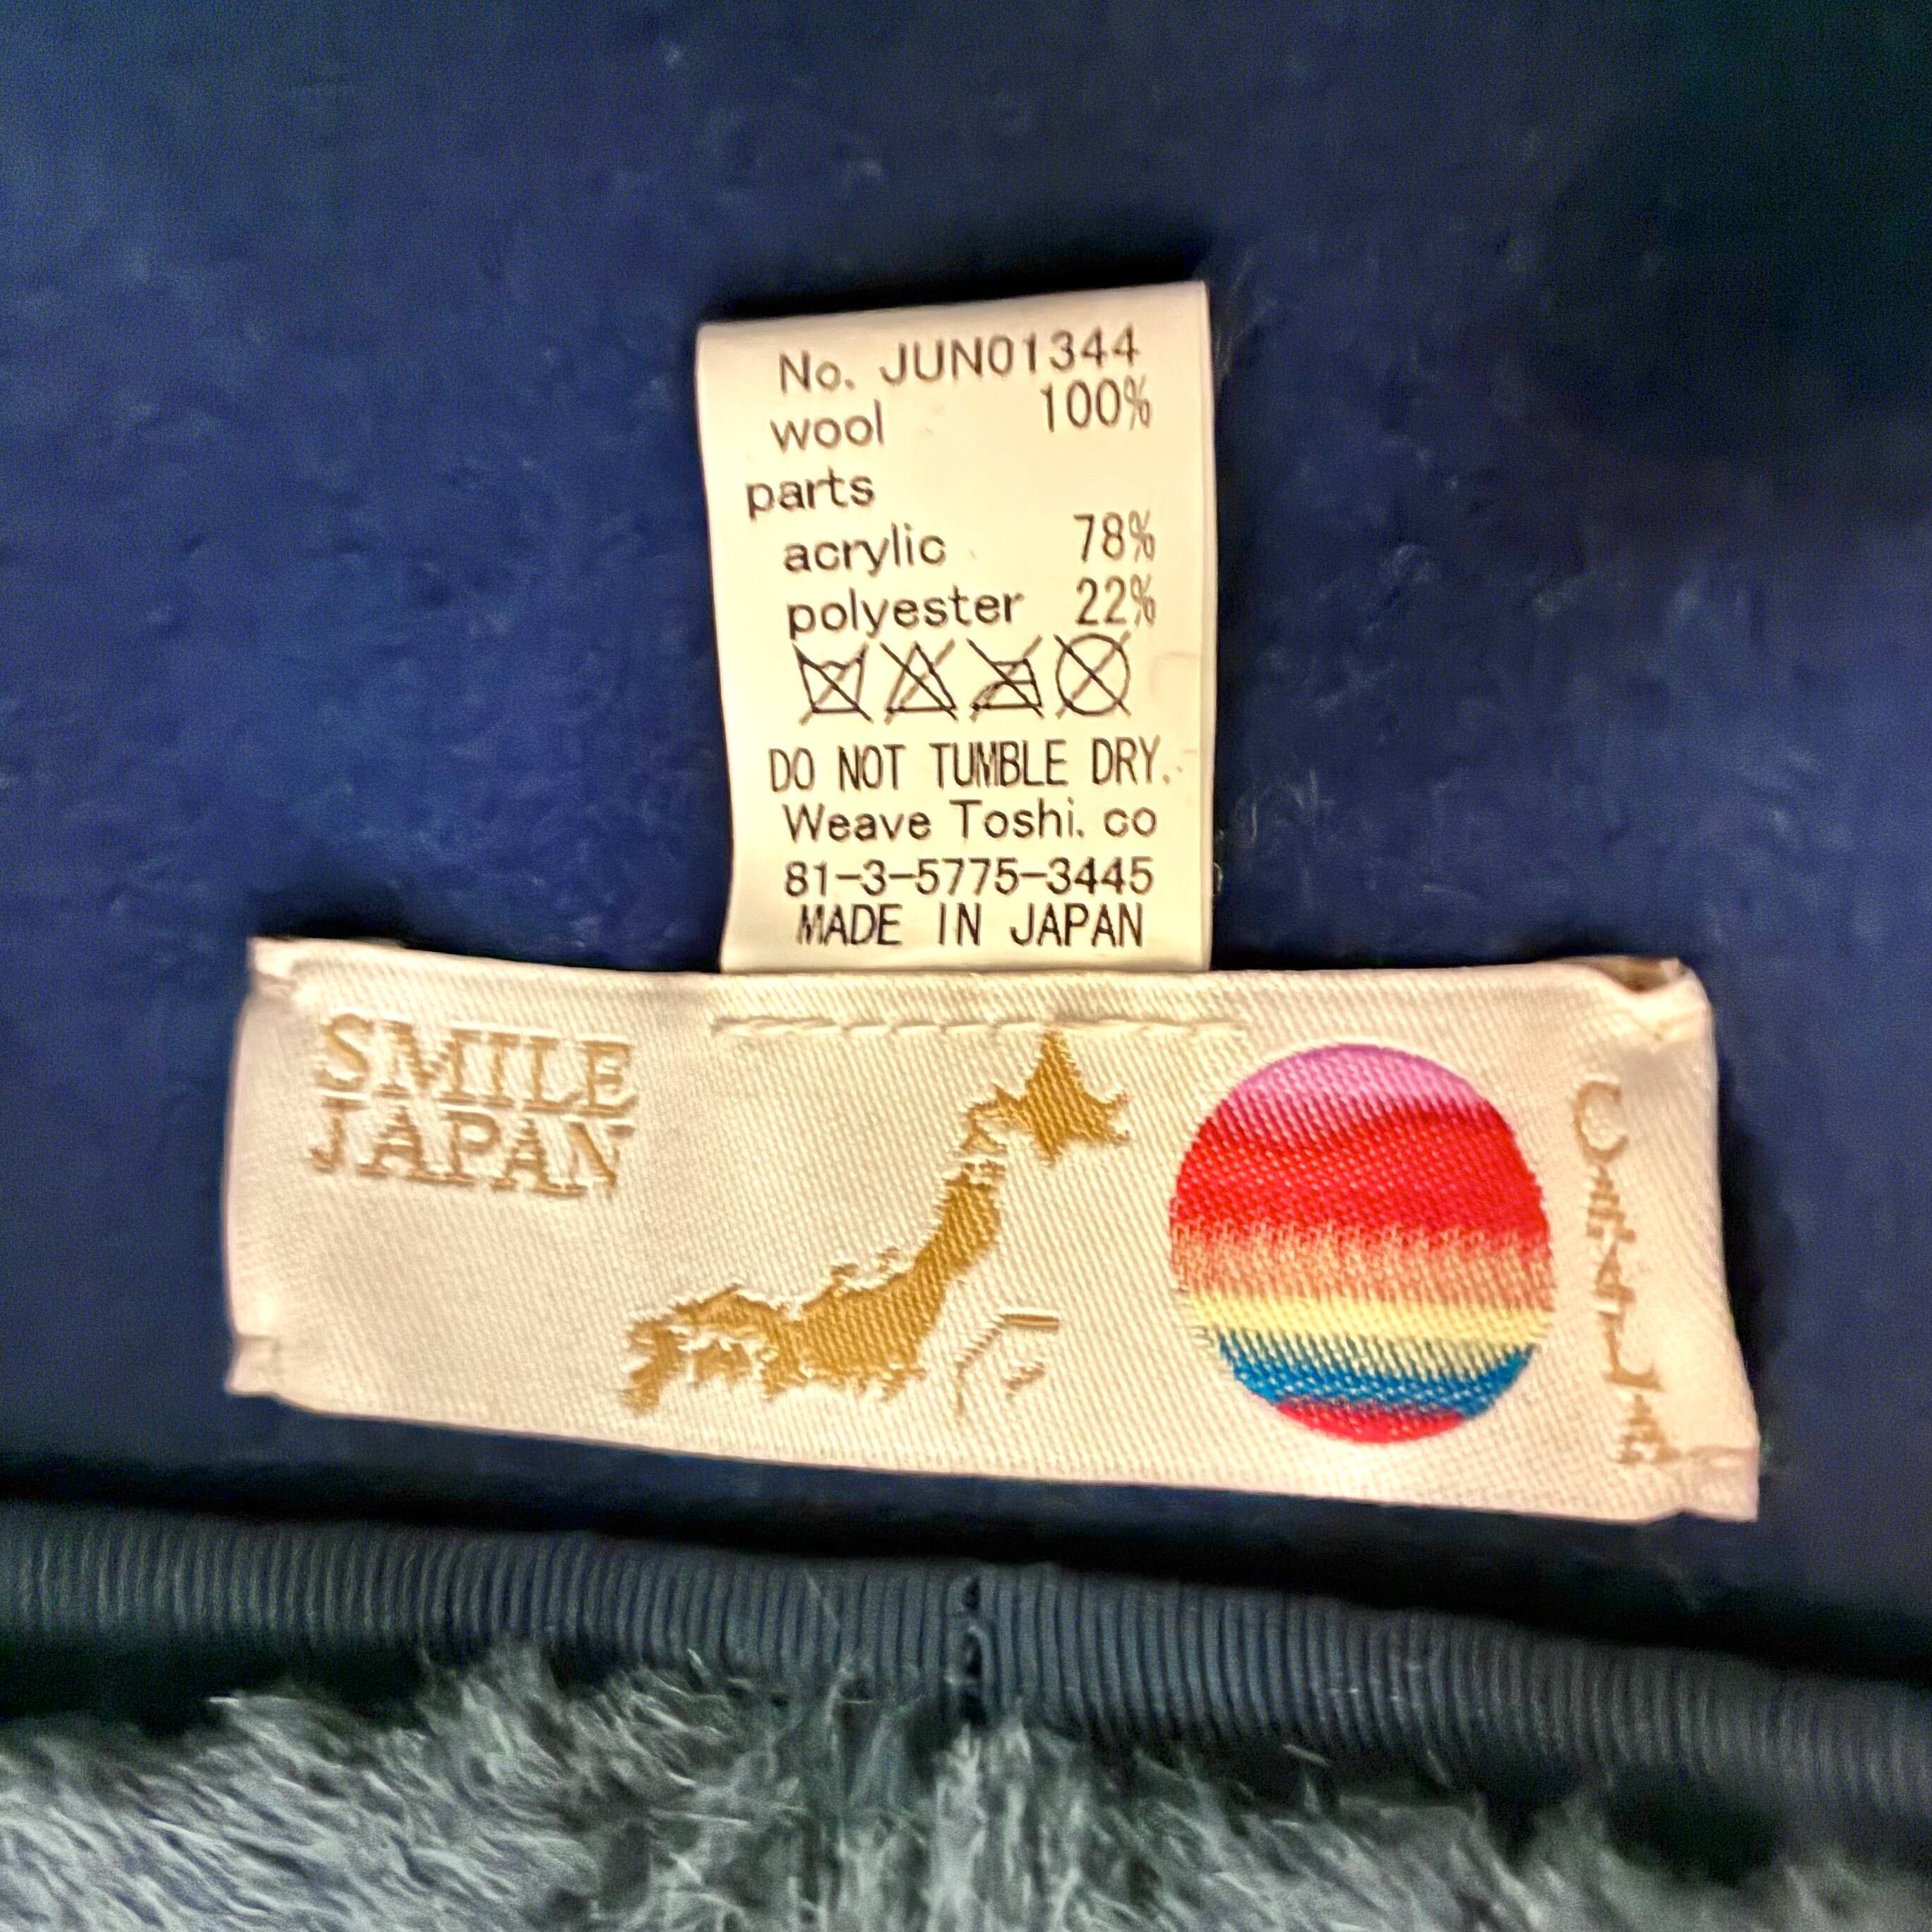 No. JUN01344
wool 100%
parts
acrylic 78%
polyester 22%
DO NOT TUMBLE DRY.
Weave Toshi. co
81-3-5775-3445
MADE IN JAPAN
SMILE
JAPAN